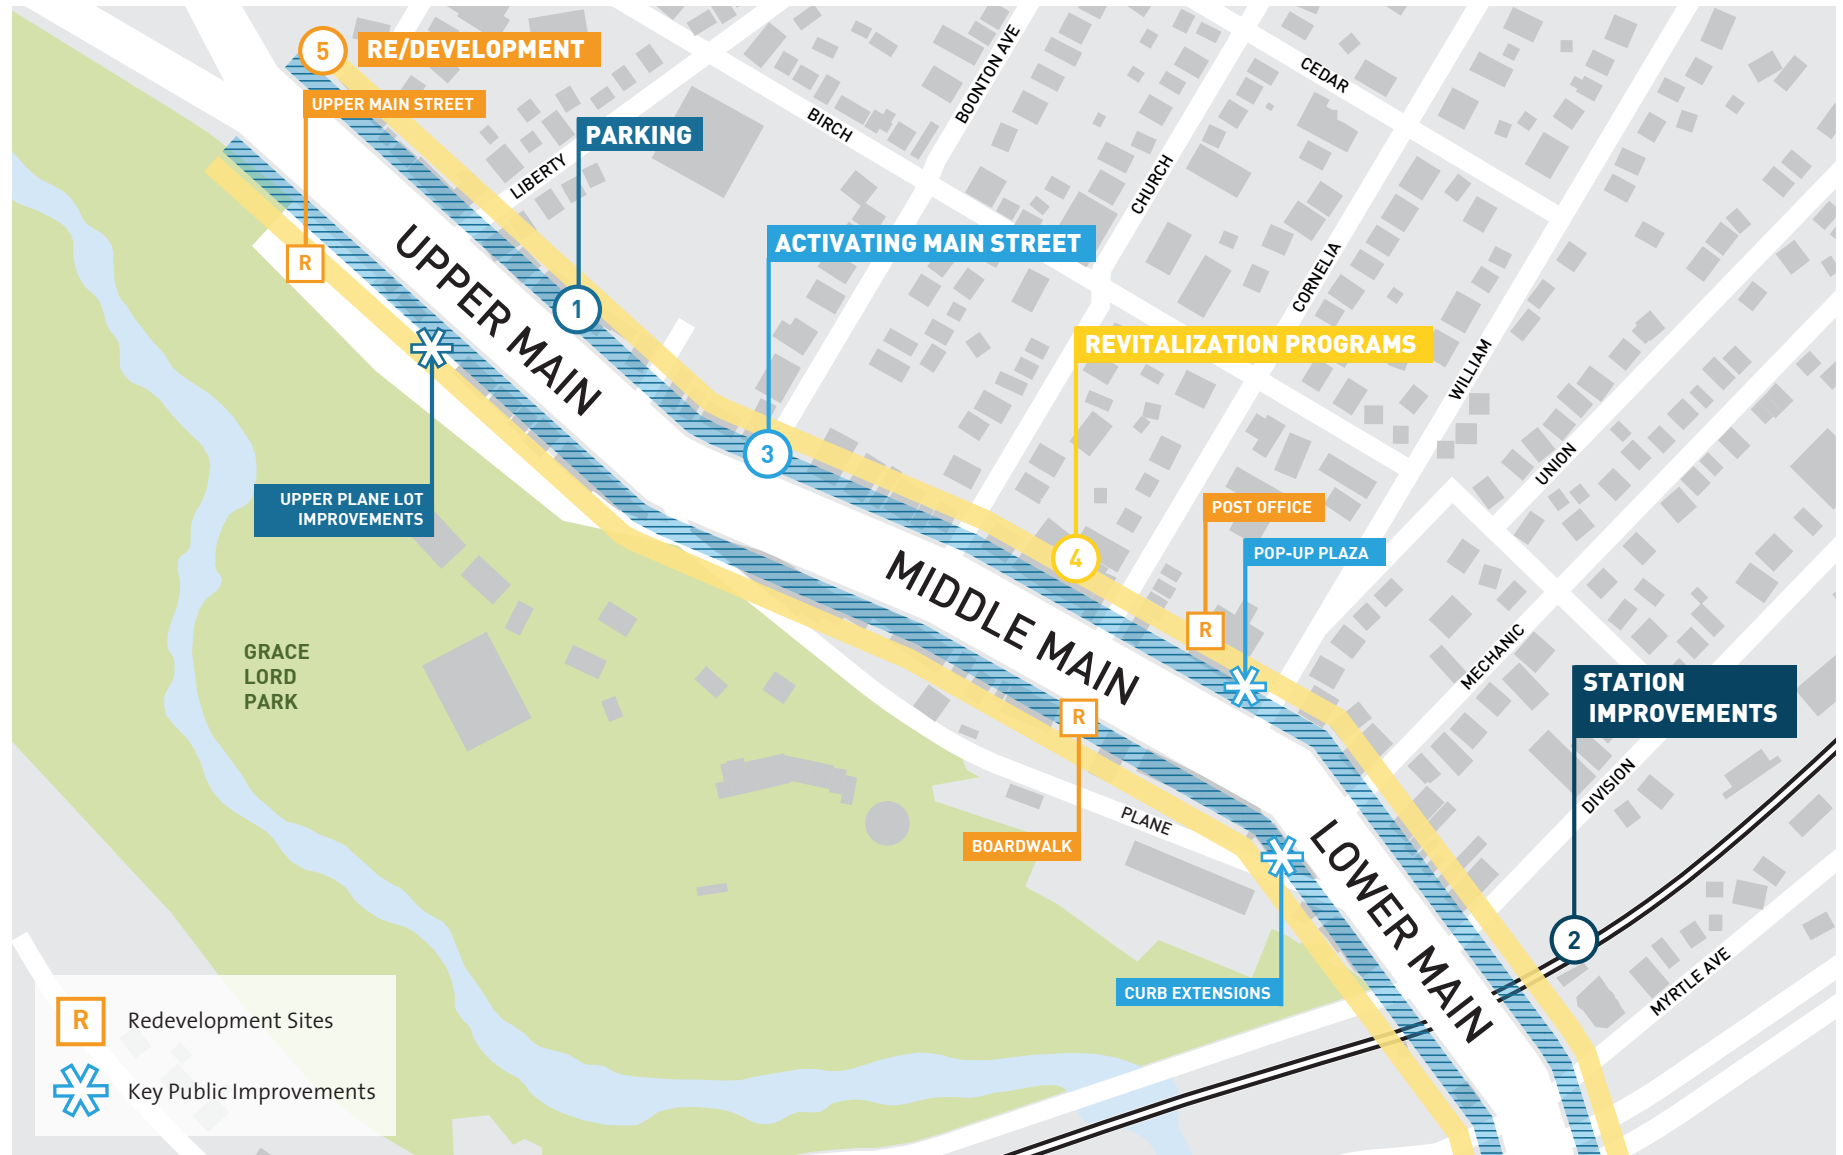 5
RE/DEVELOPMENT
UPPER MAIN STREET
PARKING
LIBERTY
BIRCH
BOONTON AVE
CEDAR
CHURCH
CORNELIA
WILLIAM
UNION
ACTIVATING MAIN STREET
R
UPPER MAIN
1
REVITALIZATION PROGRAMS
3
UPPER PLANE LOT
IMPROVEMENTS
POST OFFICE
POP-UP PLAZA
4
MIDDLE MAIN
R
MECHANIC
GRACE
LORD
PARK
STATION
IMPROVEMENTS
R
DIVISION
PLANE
BOARDWALK
LOWER MAIN
2
MYRTLE AVE
CURB EXTENSIONS
R
Redevelopment Sites
Key Public Improvements